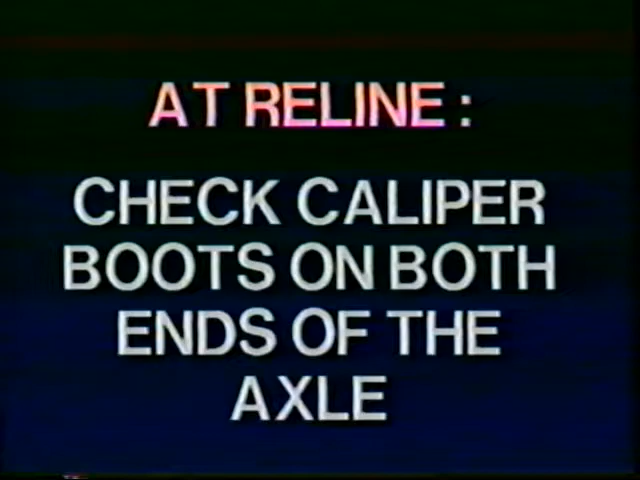 AT RELINE:
CHECK CALIPER
BOOTS ON BOTH
ENDS OF THE
AXLE